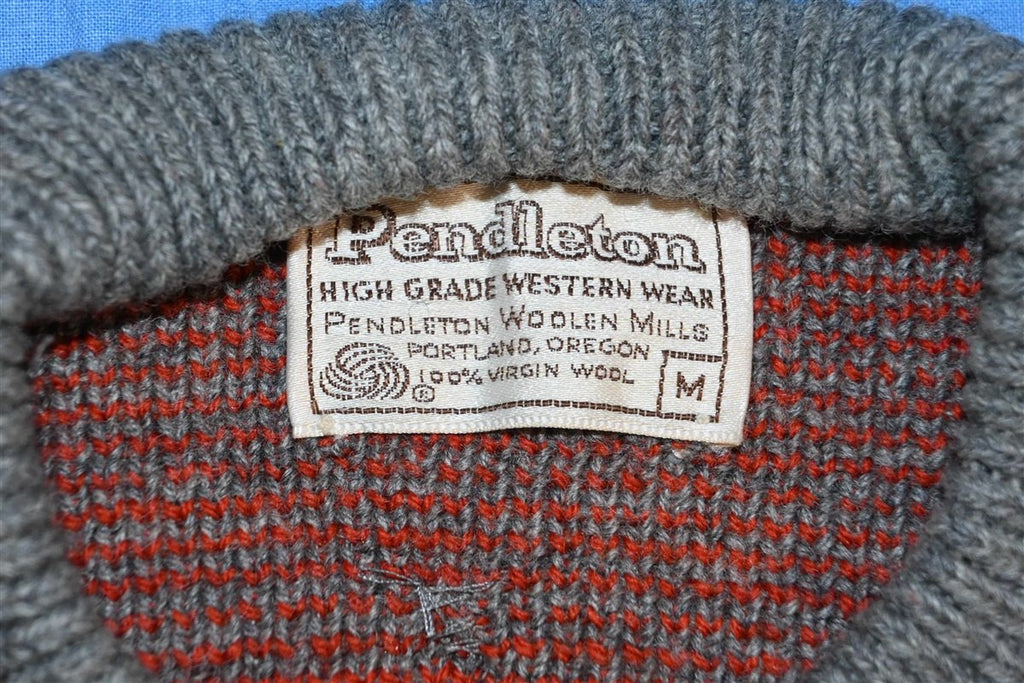 Pendleton
HIGH GRADE WESTERN WEAR
PENDLETON WOOLEN MILLS
PORTLAND, OREGON
100% VIRGIN WOOL
®
M